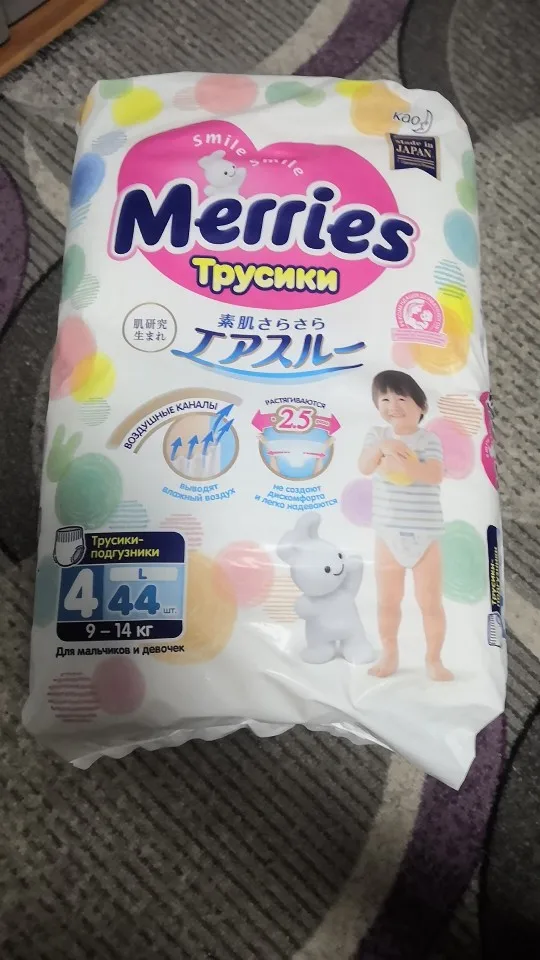 Kao
Made in
JAPAN
Smile Smile
Merries
Трусики
肌研究
生まれ
素肌さらさら
エアスルー
ВОЗДУШНЫЕ КАНАЛЫ
выводят
влажный воздух
РАСТЯГИВАЮТСЯ
2.5
не создают
дискомфорта
и легко надеваются
Трусики-
подгузники
4
L
44 шт.
9 – 14 кг
Для мальчиков и девочек